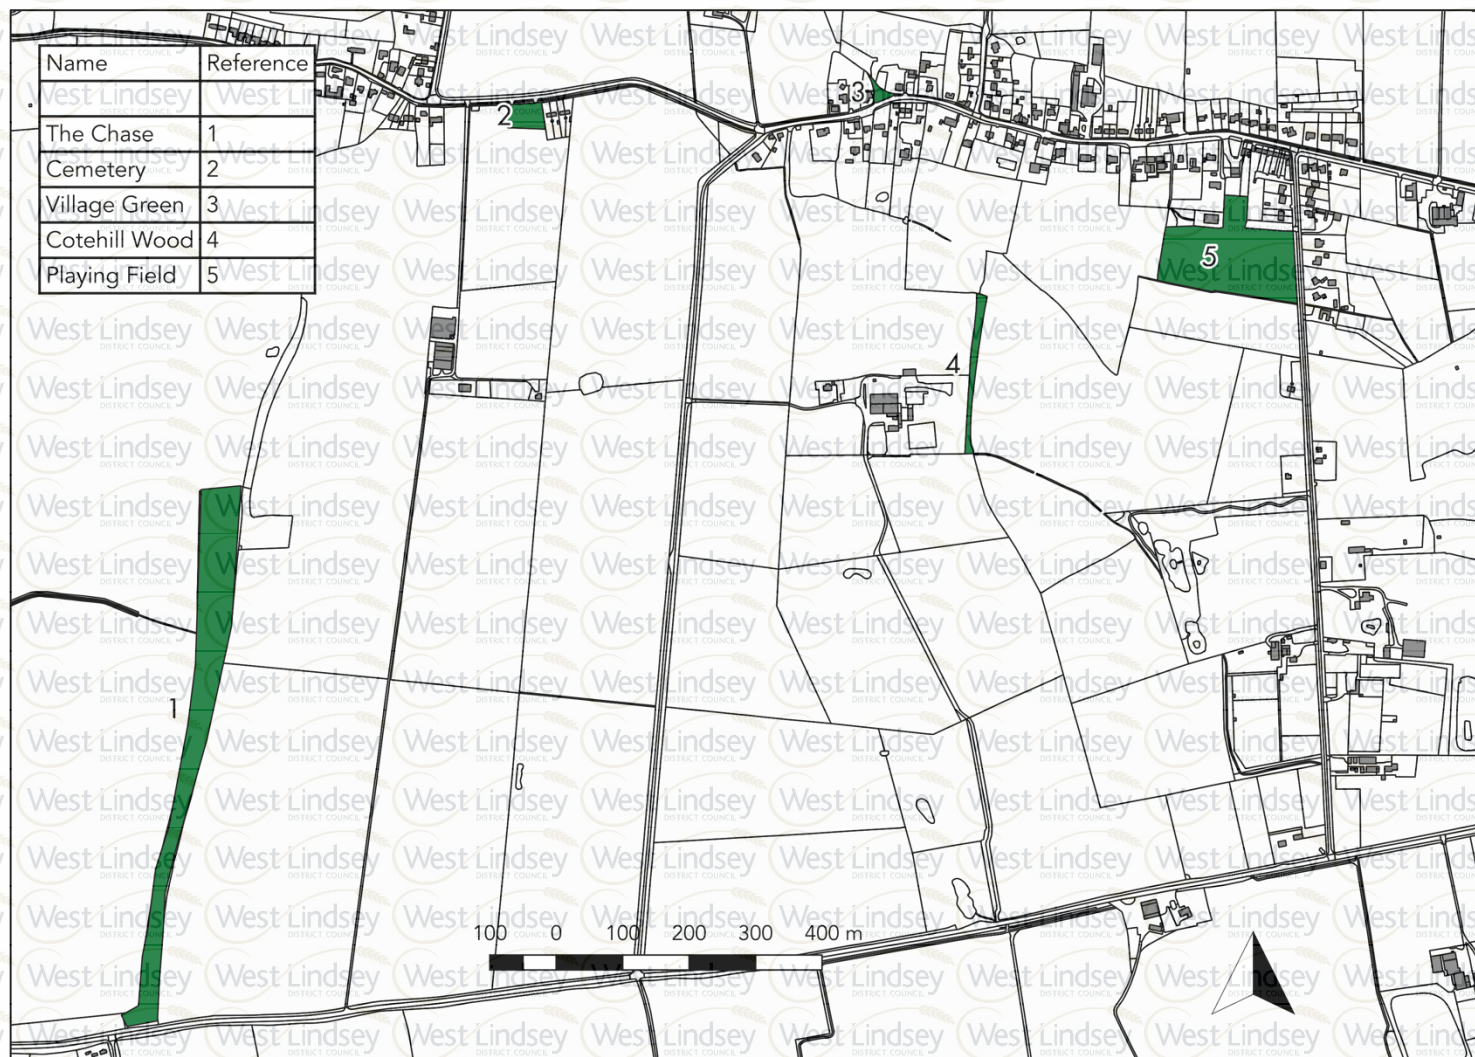 Name Reference
The Chase 1
Cemetery 2
Village Green 3
Cotehill Wood 4
Playing Field 5
2
3
5
4
1
100 0 100 200 300 400 m
West Lindsey
DISTRICT COUNCIL